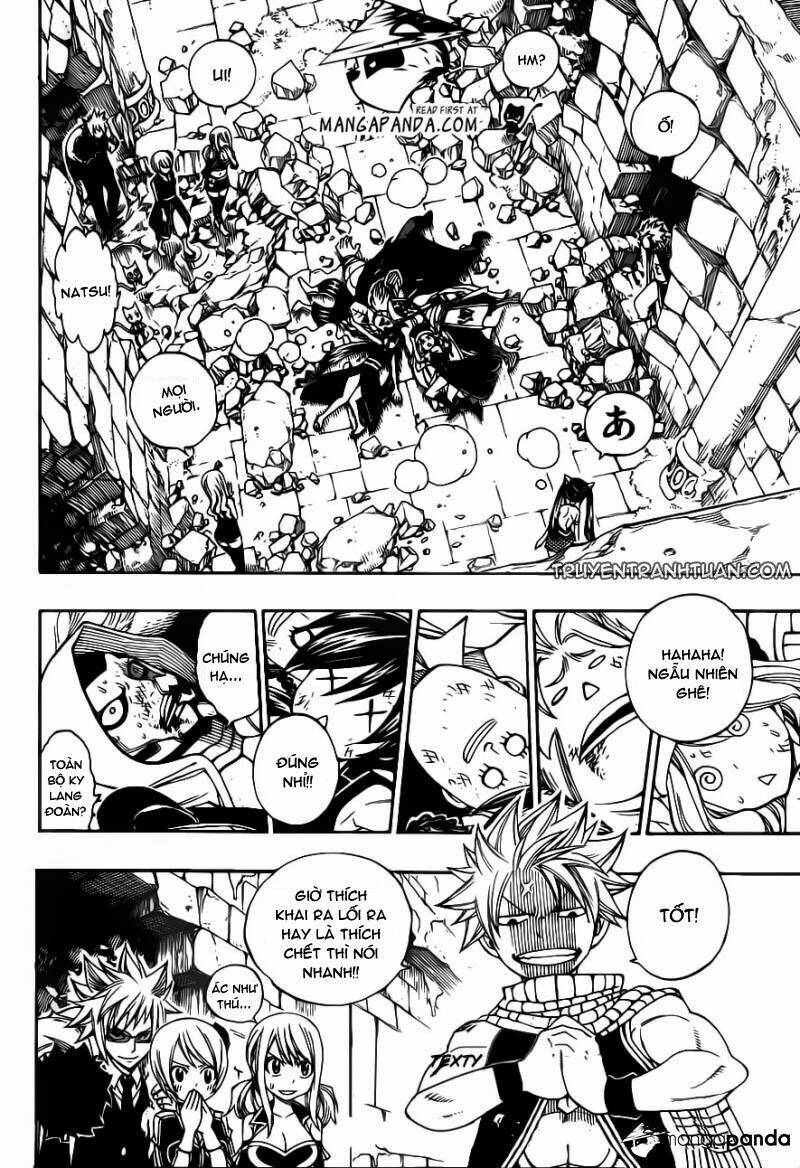 UI!
HM?
READ FIRST AT
MANGAPANDA.COM
Ố!
NATSU!
MỌI
NGƯỜI.
あ
TRUYENTRANHTUAN.COM
CHÚNG
HẠ...
TOÀN
BỘ KỴ
LANG
ĐOÀN?
ĐÚNG
NHỈ!!
HAHAHA!
NGẪU NHIÊN
GHÊ!
GIỜ THÍCH
KHAI RA LỐI RA
HAY LÀ THÍCH
CHẾT THÌ NÓI
NHANH!!
ÁC NHƯ
THÚ...
TỐT!
TEXTY
mangapanda